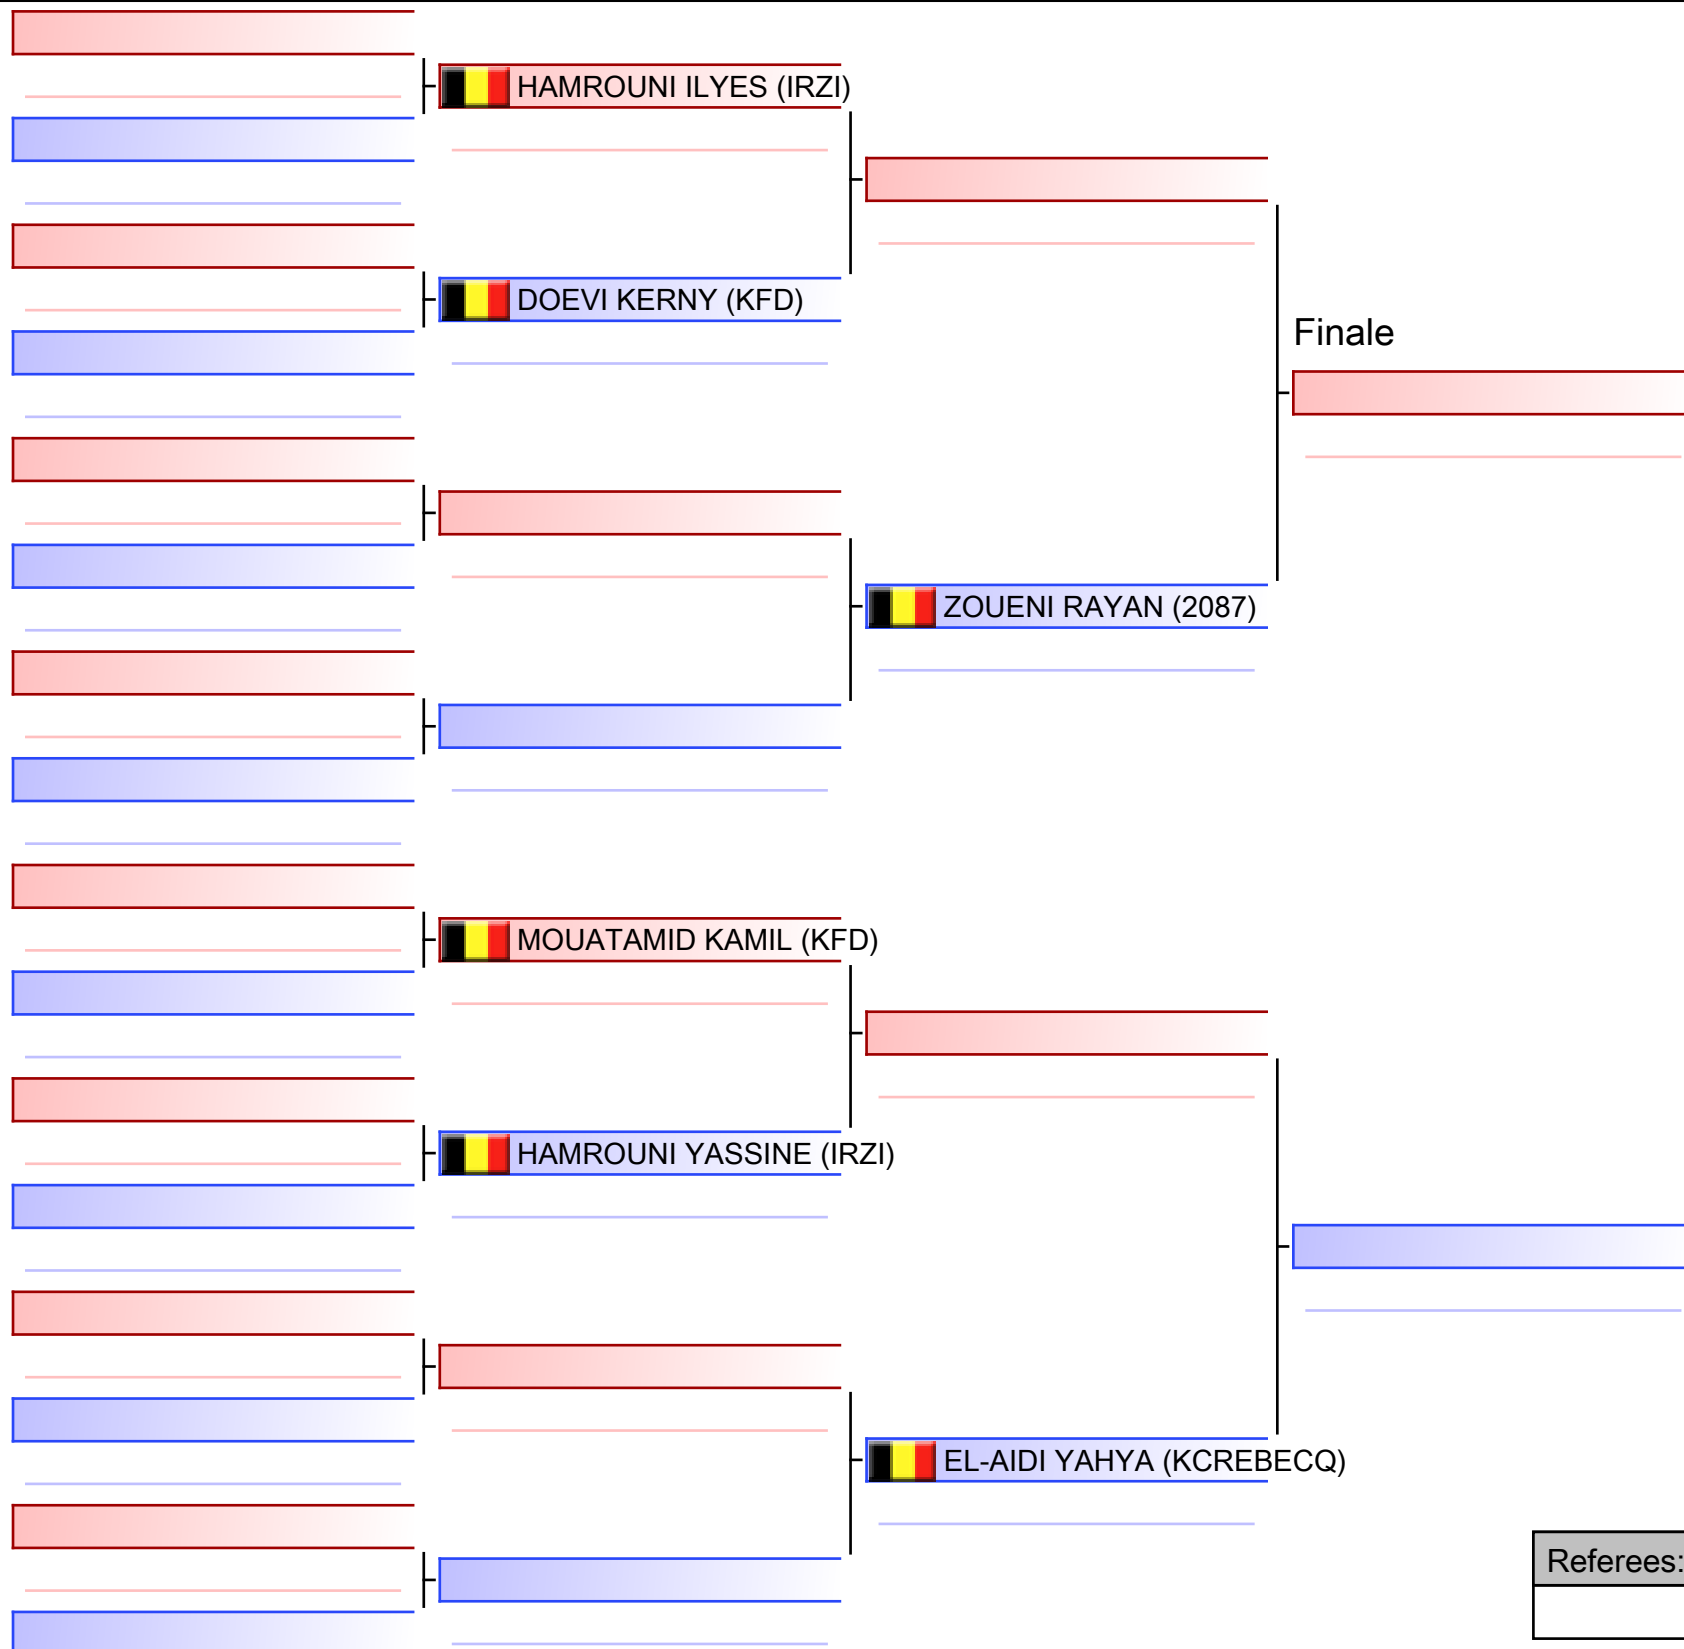 HAMROUNI ILYES (IRZI)
DOEVI KERNY (KFD)
Finale
ZOUENI RAYAN (2087)
MOUATAMID KAMIL (KFD)
HAMROUNI YASSINE (IRZI)
EL-AIDI YAHYA (KCREBECQ)
Referees: